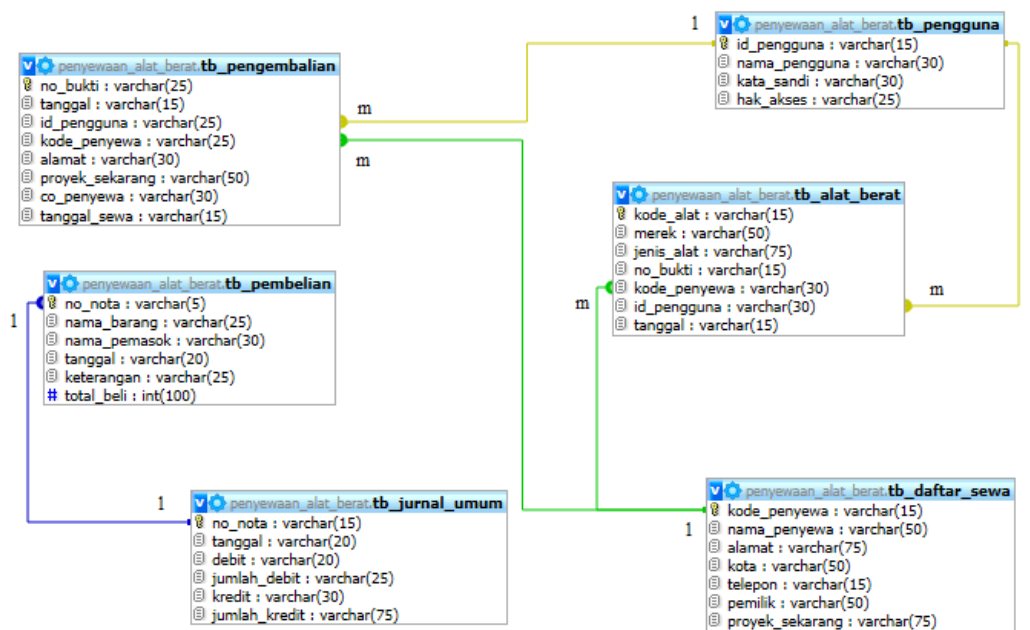 penyewaan_alat_berat.tb_pengembalian
no_bukti : varchar(25)
tanggal : varchar(15)
id_pengguna : varchar(25)
kode_penyewa : varchar(25)
alamat : varchar(30)
proyek_sekarang : varchar(50)
co_penyewa : varchar(30)
tanggal_sewa : varchar(15)
m
m
1
penyewaan_alat_berat.tb_pengguna
id_pengguna : varchar(15)
nama_pengguna : varchar(30)
kata_sandi : varchar(30)
hak_akses : varchar(25)
penyewaan_alat_berat.tb_alat_berat
kode_alat : varchar(15)
merek : varchar(50)
jenis_alat : varchar(75)
no_bukti : varchar(15)
kode_penyewa : varchar(30)
id_pengguna : varchar(30)
tanggal : varchar(15)
m
m
penyewaan_alat_berat.tb_pembelian
no_nota : varchar(5)
nama_barang : varchar(25)
nama_pemasok : varchar(30)
tanggal : varchar(20)
keterangan : varchar(25)
# total_beli : int(100)
1
1
penyewaan_alat_berat.tb_jurnal_umum
no_nota : varchar(15)
tanggal : varchar(20)
debit : varchar(20)
jumlah_debit : varchar(25)
kredit : varchar(30)
jumlah_kredit : varchar(75)
1
penyewaan_alat_berat.tb_daftar_sewa
kode_penyewa : varchar(15)
nama_penyewa : varchar(50)
alamat : varchar(75)
kota : varchar(50)
telepon : varchar(15)
pemilik : varchar(50)
proyek_sekarang : varchar(75)